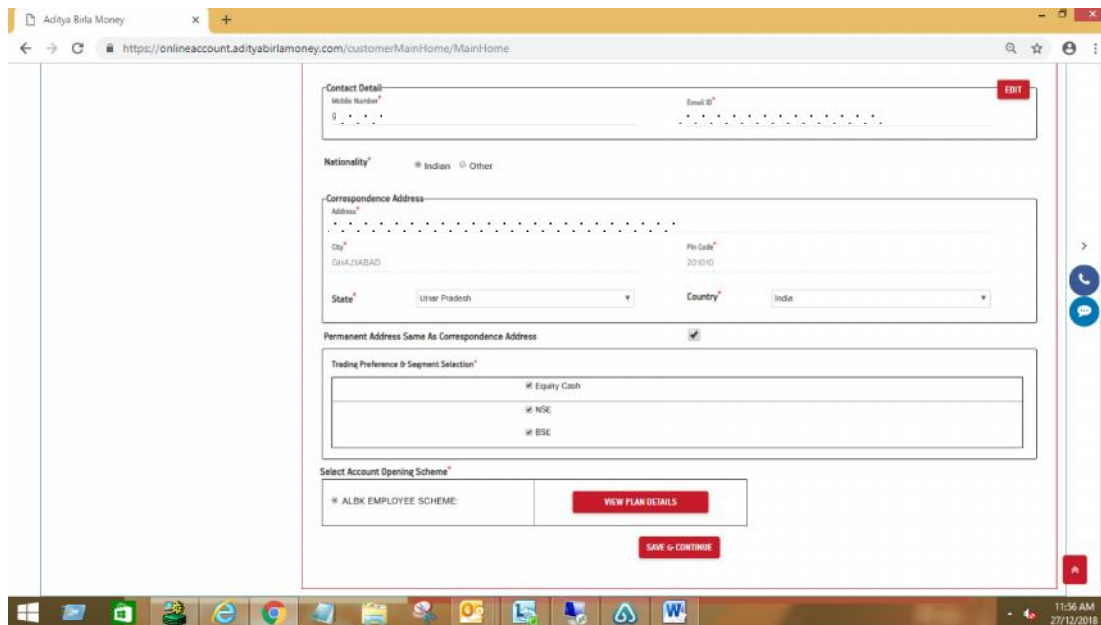 Aditya Birla Money
https://onlineaccount.adityabirlamoney.com/customerMainHome/MainHome
Contact Detail
EDIT
Mobile Number* Email ID*
9
Nationality* Indian Other
Correspondence Address
Address*
City* Pin Code*
GHAZIABAD 201010
State* Uttar Pradesh Country* India
Permanent Address Same As Correspondence Address
Trading Preference & Segment Selection*
Equity Cash
NSE
BSE
Select Account Opening Scheme*
ALBK EMPLOYEE SCHEME: VIEW PLAN DETAILS
SAVE & CONTINUE
11:56 AM
27/12/2018